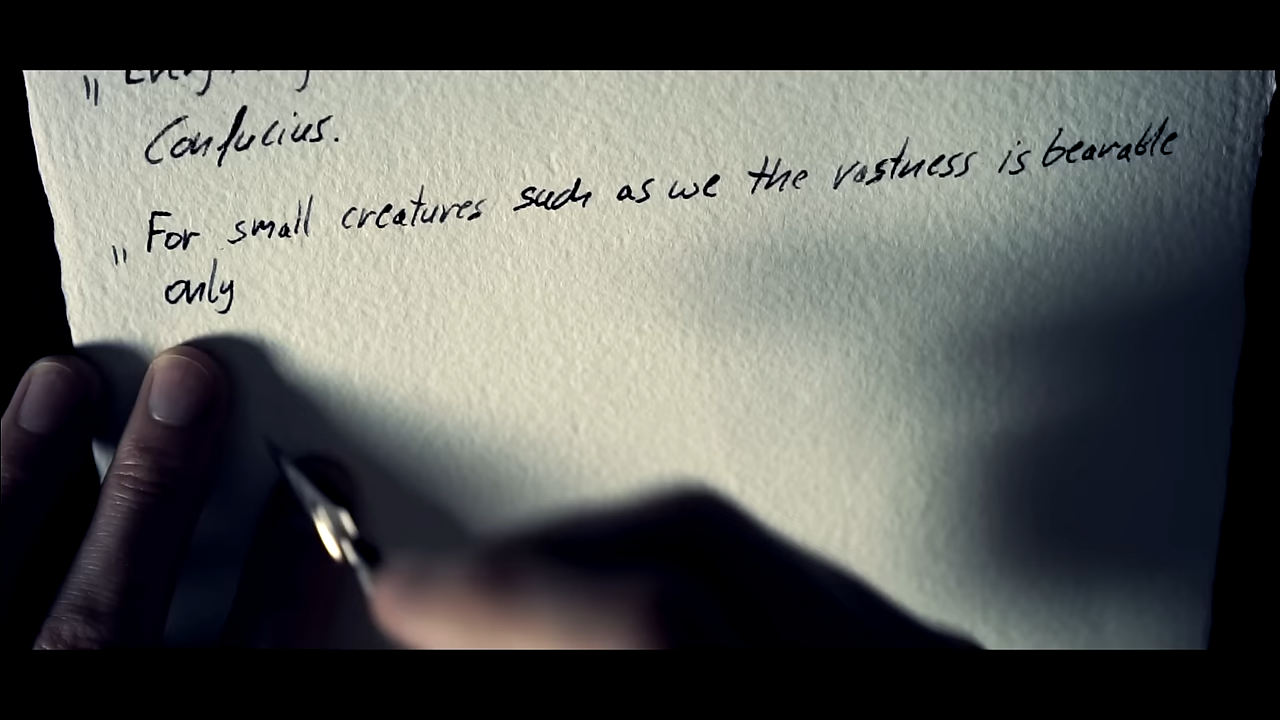 Confucius.
„ For small creatures such as we the vastness is bearable
only